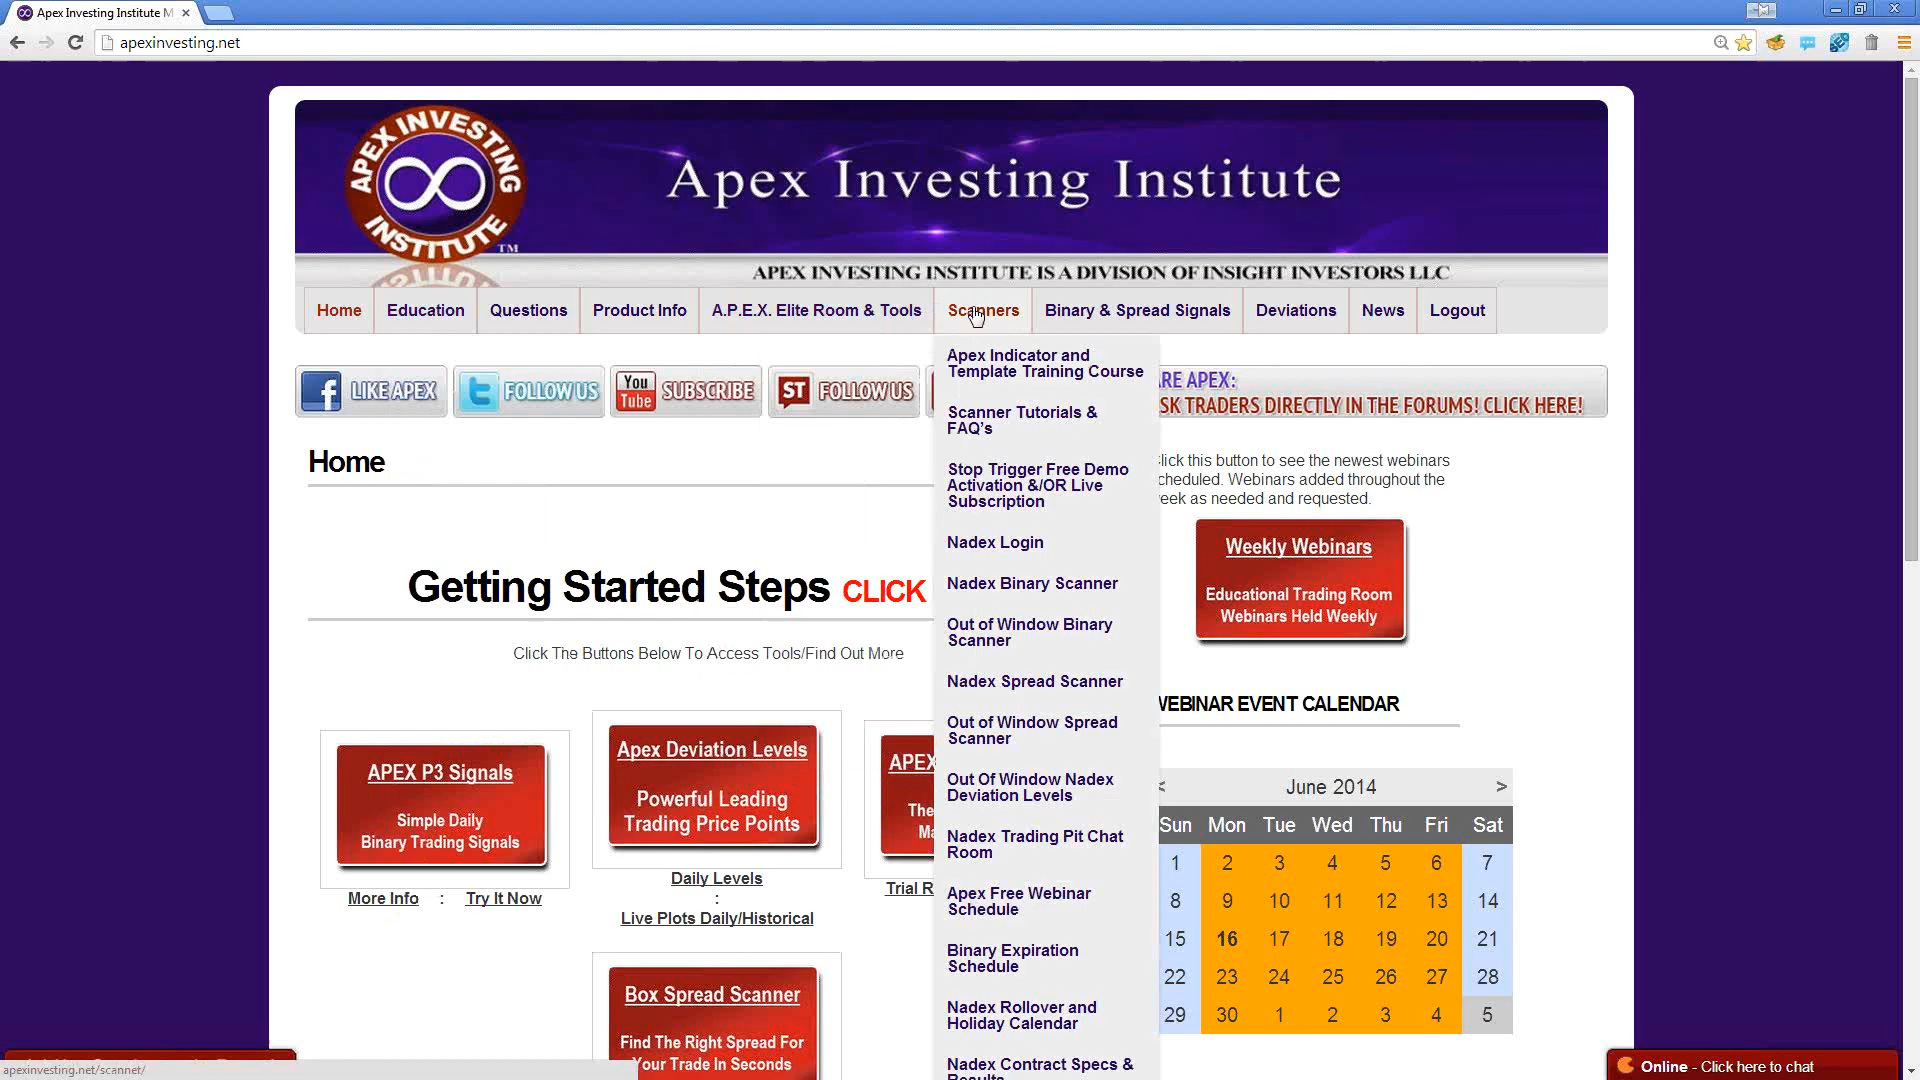 Apex Investing Institute M
apexinvesting.net
APEX INVESTING
INSTITUTE
TM
Apex Investing Institute
APEX INVESTING INSTITUTE IS A DIVISION OF INSIGHT INVESTORS LLC
Home
Education
Questions
Product Info
A.P.E.X. Elite Room & Tools
Scanners
Binary & Spread Signals
Deviations
News
Logout
LIKE APEX
FOLLOW US
You
Tube
SUBSCRIBE
ST
FOLLOW US
ARE APEX:
SK TRADERS DIRECTLY IN THE FORUMS! CLICK HERE!
Apex Indicator and
Template Training Course
Scanner Tutorials &
FAQ's
Stop Trigger Free Demo
Activation &/OR Live
Subscription
Nadex Login
Nadex Binary Scanner
Out of Window Binary
Scanner
Nadex Spread Scanner
Out of Window Spread
Scanner
Out Of Window Nadex
Deviation Levels
Nadex Trading Pit Chat
Room
Apex Free Webinar
Schedule
Binary Expiration
Schedule
Nadex Rollover and
Holiday Calendar
Nadex Contract Specs &
Results
Home
Getting Started Steps CLICK
Click The Buttons Below To Access Tools/Find Out More
APEX P3 Signals
Simple Daily
Binary Trading Signals
More Info : Try It Now
Apex Deviation Levels
Powerful Leading
Trading Price Points
Daily Levels
:
Live Plots Daily/Historical
APEX
The
Ma
Trial R
Box Spread Scanner
Find The Right Spread For
Your Trade In Seconds
lick this button to see the newest webinars
cheduled. Webinars added throughout the
eek as needed and requested.
Weekly Webinars
Educational Trading Room
Webinars Held Weekly
WEBINAR EVENT CALENDAR
< June 2014 >
Sun Mon Tue Wed Thu Fri Sat
1 2 3 4 5 6 7
8 9 10 11 12 13 14
15 16 17 18 19 20 21
22 23 24 25 26 27 28
29 30 1 2 3 4 5
apexinvesting.net/scannet/
Online - Click here to chat